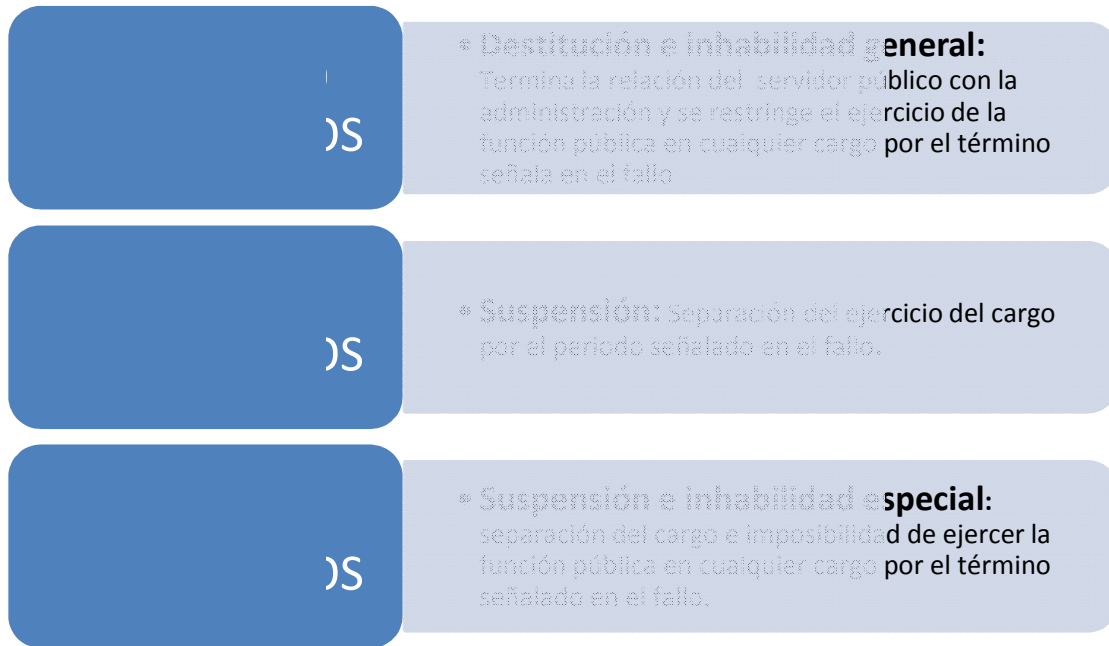 • Destitución e inhabilidad general:
Termina la relación del servidor público con la
administración y se restringe el ejercicio de la
función pública en cualquier cargo por el término
señala en el fallo
• Suspensión: Separación del ejercicio del cargo
por el periodo señalado en el fallo.
• Suspensión e inhabilidad especial:
separación del cargo e imposibilidad de ejercer la
función pública en cualquier cargo por el término
señalado en el fallo.